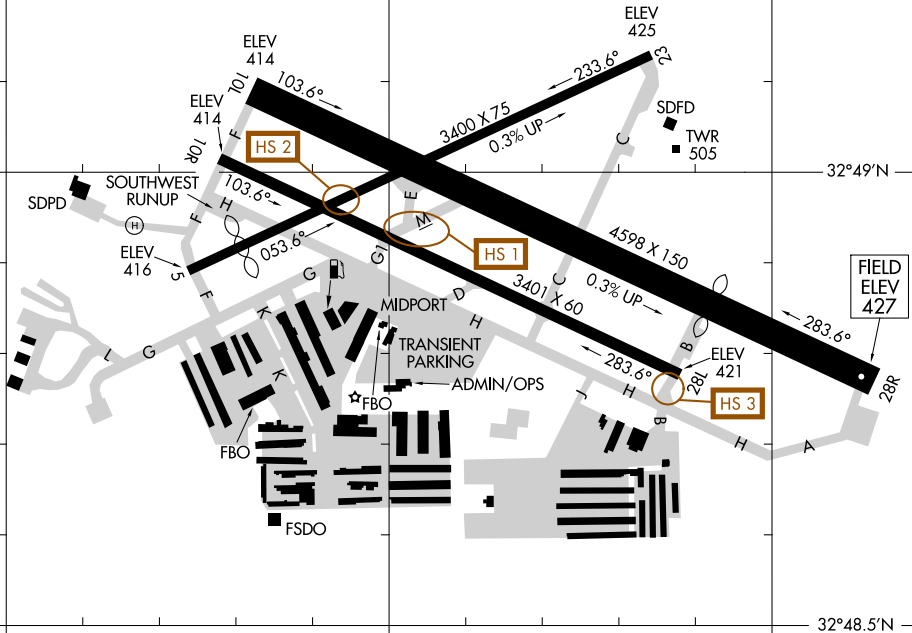 ELEV
425
23
ELEV
414
10L
103.6°
233.6°
3400 X 75
0.3% UP
ELEV
414
10R
F
HS 2
C
SDFD
TWR
505
32°49'N
SOUTHWEST
RUNUP
103.6°
SDPD
H
H
F
E
M
ELEV
416
5
053.6°
G1
HS 1
4598 X 150
0.3% UP
FIELD
ELEV
427
F
G
K
D
C
3401 X 60
MIDPORT
H
283.6°
B
L
G
K
TRANSIENT
PARKING
283.6°
ELEV
421
28L
28R
ADMIN/OPS
FBO
J
H
HS 3
B
FBO
H
A
FSDO
32°48.5'N